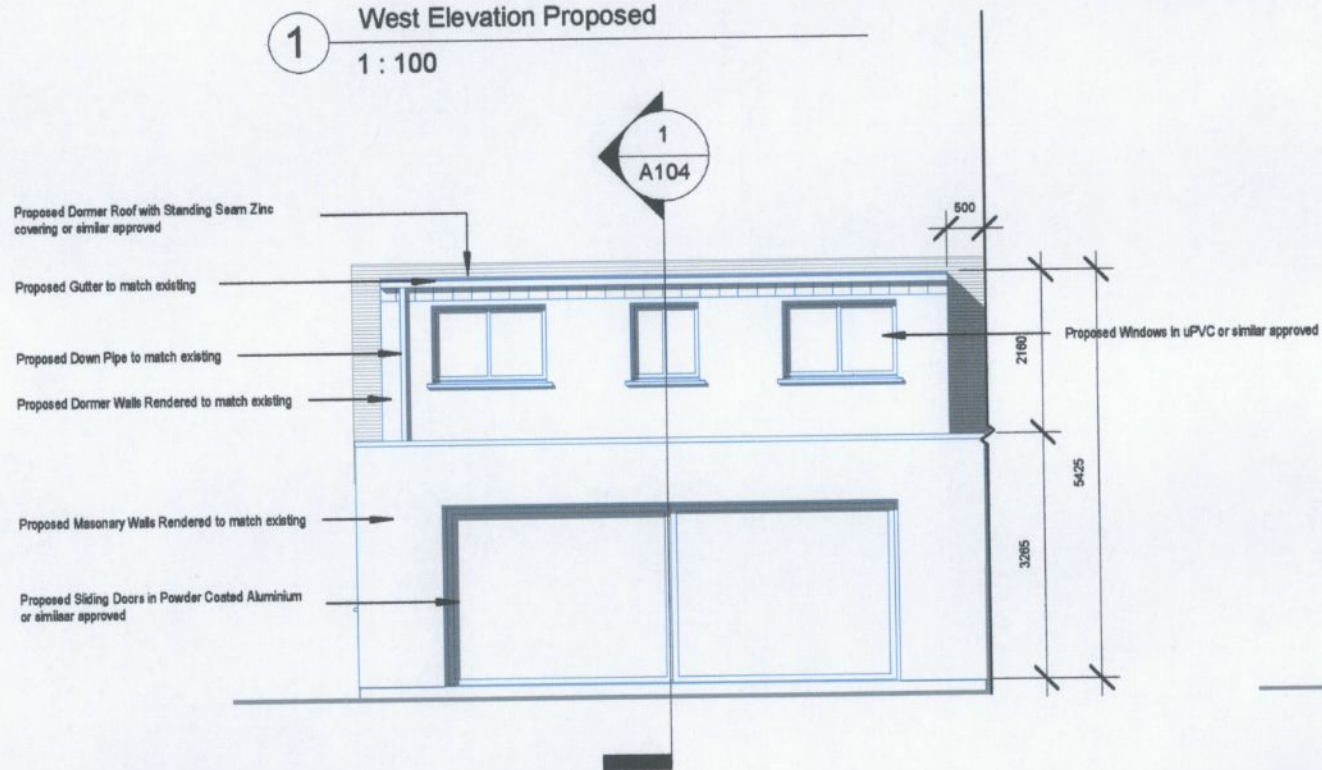 West Elevation Proposed
1
1 : 100
1
A104
500
Proposed Dormer Roof with Standing Seam Zinc
covering or similar approved
Proposed Gutter to match existing
Proposed Windows in uPVC or similar approved
Proposed Down Pipe to match existing
2160
Proposed Dormer Walls Rendered to match existing
5425
Proposed Masonary Walls Rendered to match existing
3265
Proposed Sliding Doors in Powder Coated Aluminium
or similaar approved